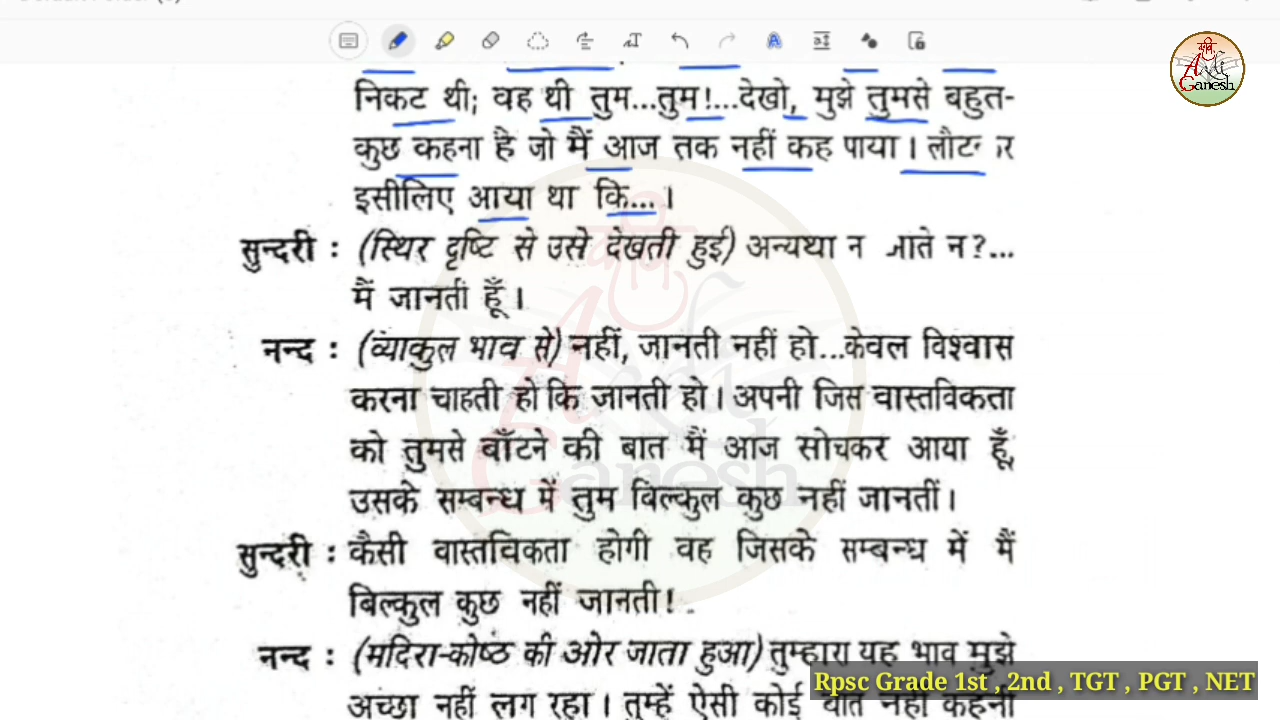 निकट थी; वह थी तुम...तुम!...देखो, मुझे तुमसे बहुत-
कुछ कहना है जो मैं आज तक नहीं कह पाया।
इसीलिए आया था कि...।
सुन्दरी : (स्थिर दृष्टि से उसे देखती हुई) अन्यथा न न?...
मैं जानती हूँ।
नन्द : (व्याकुल भाव से) नहीं, जानती नहीं हो...केवल विश्वास
करना चाहती हो कि जानती हो। अपनी जिस वास्तविकता
को तुमसे बाँटने की बात मैं आज सोचकर आया हूँ,
उसके सम्बन्ध में तुम बिल्कुल कुछ नहीं जानतीं।
सुन्दरी : कैसी वास्तविकता होगी वह जिसके सम्बन्ध में मैं
बिल्कुल कुछ नहीं जानती!
नन्द : (मदिरा-कोष्ठ की ओर जाता हुआ) तुम्हारा यह भाव मुझे
अच्छा नहीं लग रहा। तुम्हें ऐसी कोई बात नहीं कहनी
Rpsc Grade 1st , 2nd , TGT , PGT , NET